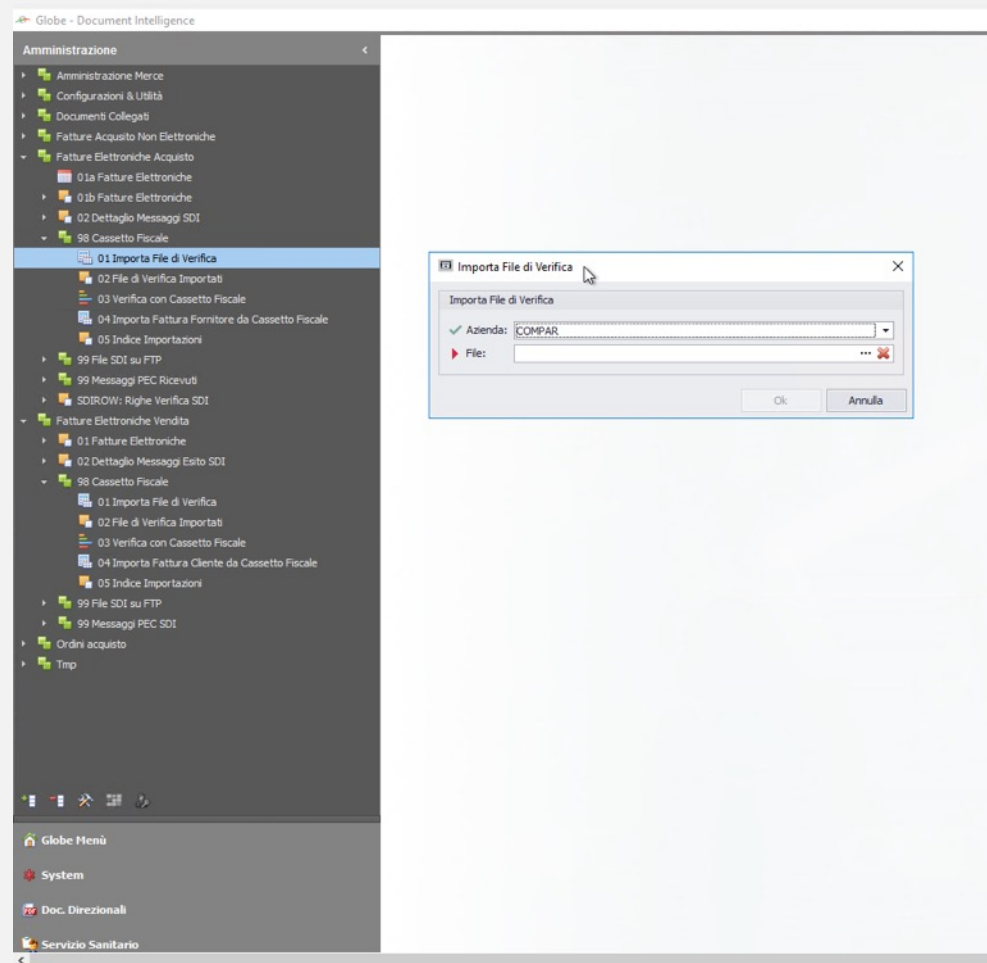 Globe - Document Intelligence
Amministrazione
Amministrazione Merce
Configurazioni & Utilità
Documenti Collegati
Fatture Acqusito Non Elettroniche
Fatture Elettroniche Acquisto
01a Fatture Elettroniche
01b Fatture Elettroniche
02 Dettaglio Messaggi SDI
98 Cassetto Fiscale
01 Importa File di Verifica
02 File di Verifica Importati
03 Verifica con Cassetto Fiscale
04 Importa Fattura Fornitore da Cassetto Fiscale
05 Indice Importazioni
99 File SDI su FTP
99 Messaggi PEC Ricevuti
SDIROW: Righe Verifica SDI
Fatture Elettroniche Vendita
01 Fatture Elettroniche
02 Dettaglio Messaggi Esito SDI
98 Cassetto Fiscale
01 Importa File di Verifica
02 File di Verifica Importati
03 Verifica con Cassetto Fiscale
04 Importa Fattura Cliente da Cassetto Fiscale
05 Indice Importazioni
99 File SDI su FTP
99 Messaggi PEC SDI
Ordini acquisto
Tmp
Globe Menù
System
Doc. Direzionali
Servizio Sanitario
Importa File di Verifica
Importa File di Verifica
Azienda: COMPAR
File:
Ok Annulla